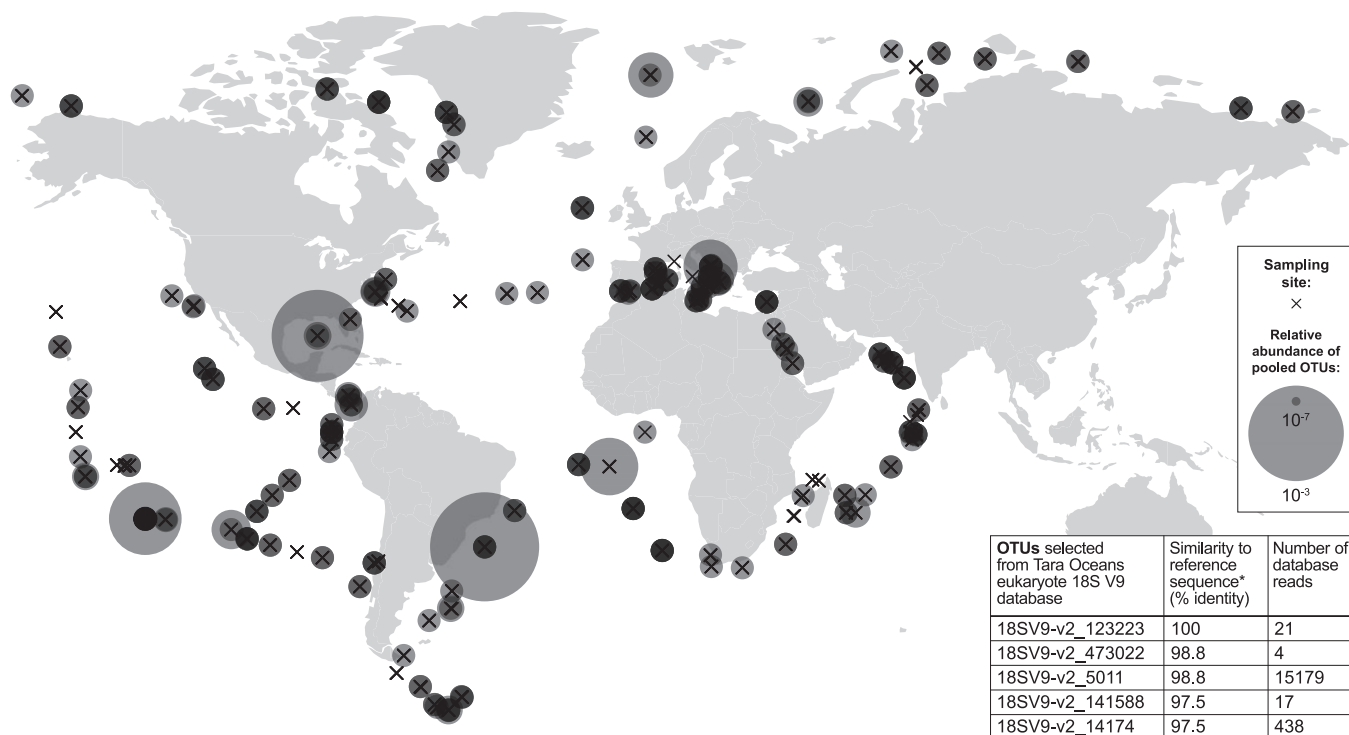 Sampling
site:
×
Relative
abundance of
pooled OTUs:
10⁻⁷
10⁻³
OTUs selected
from Tara Oceans
eukaryote 18S V9
database
Similarity to
reference
sequence*
(% identity)
Number of
database
reads
18SV9-v2_123223 100 21
18SV9-v2_473022 98.8 4
18SV9-v2_5011 98.8 15179
18SV9-v2_141588 97.5 17
18SV9-v2_14174 97.5 438